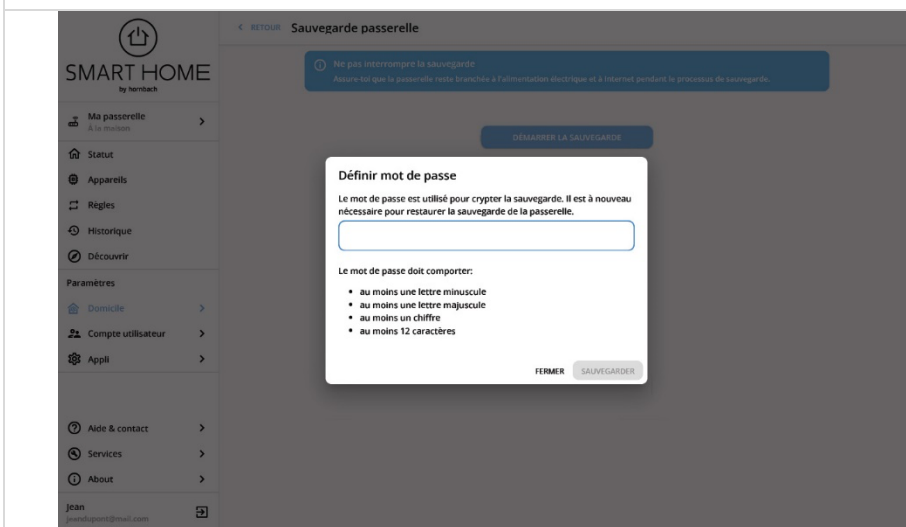 SMART HOME
by hornbach
Ma passerelle
À la maison
Statut
Appareils
Règles
Historique
Découvrir
Paramètres
Domicile
Compte utilisateur
Appli
Aide & contact
Services
About
Jean
jeandupont@mail.com
RETOUR Sauvegarde passerelle
Ne pas interrompre la sauvegarde
Assure-toi que la passerelle reste branchée à l'alimentation électrique et à Internet pendant le processus de sauvegarde.
DÉMARRER LA SAUVEGARDE
Définir mot de passe
Le mot de passe est utilisé pour crypter la sauvegarde. Il est à nouveau
nécessaire pour restaurer la sauvegarde de la passerelle.
Le mot de passe doit comporter:
• au moins une lettre minuscule
• au moins une lettre majuscule
• au moins un chiffre
• au moins 12 caractères
FERMER SAUVEGARDER